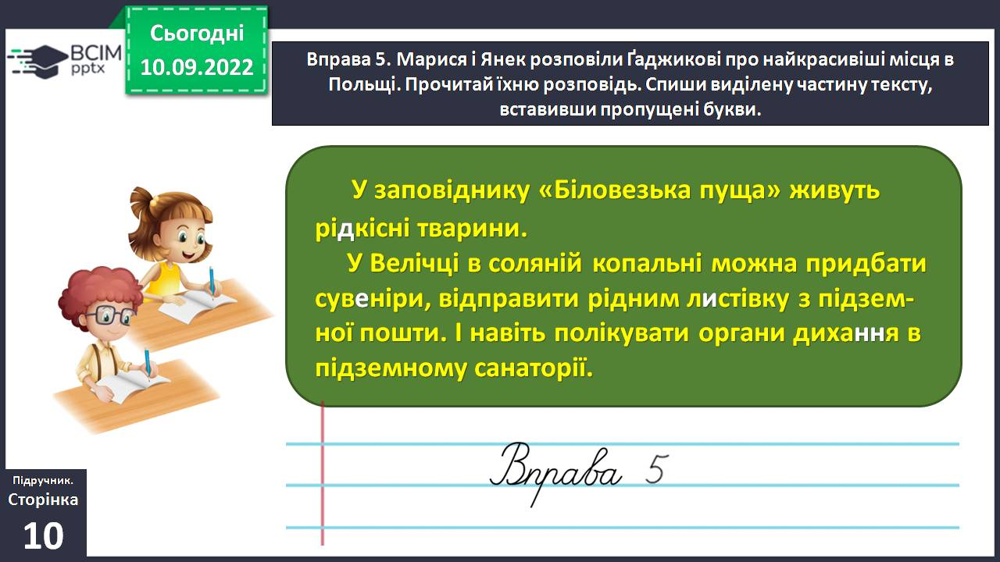 Сьогодні
10.09.2022
ВСІМ
pptx
Вправа 5. Марися і Янек розповіли Ґаджикові про найкрасивіші місця в
Польщі. Прочитай їхню розповідь. Спиши виділену частину тексту,
вставивши пропущені букви.
У заповіднику «Біловезька пуща» живуть
рідкісні тварини.
У Велічці в соляній копальні можна придбати
сувеніри, відправити рідним листівку з підзем-
ної пошти. І навіть полікувати органи дихання в
підземному санаторії.
Вправа 5
Підручник.
Сторінка
10